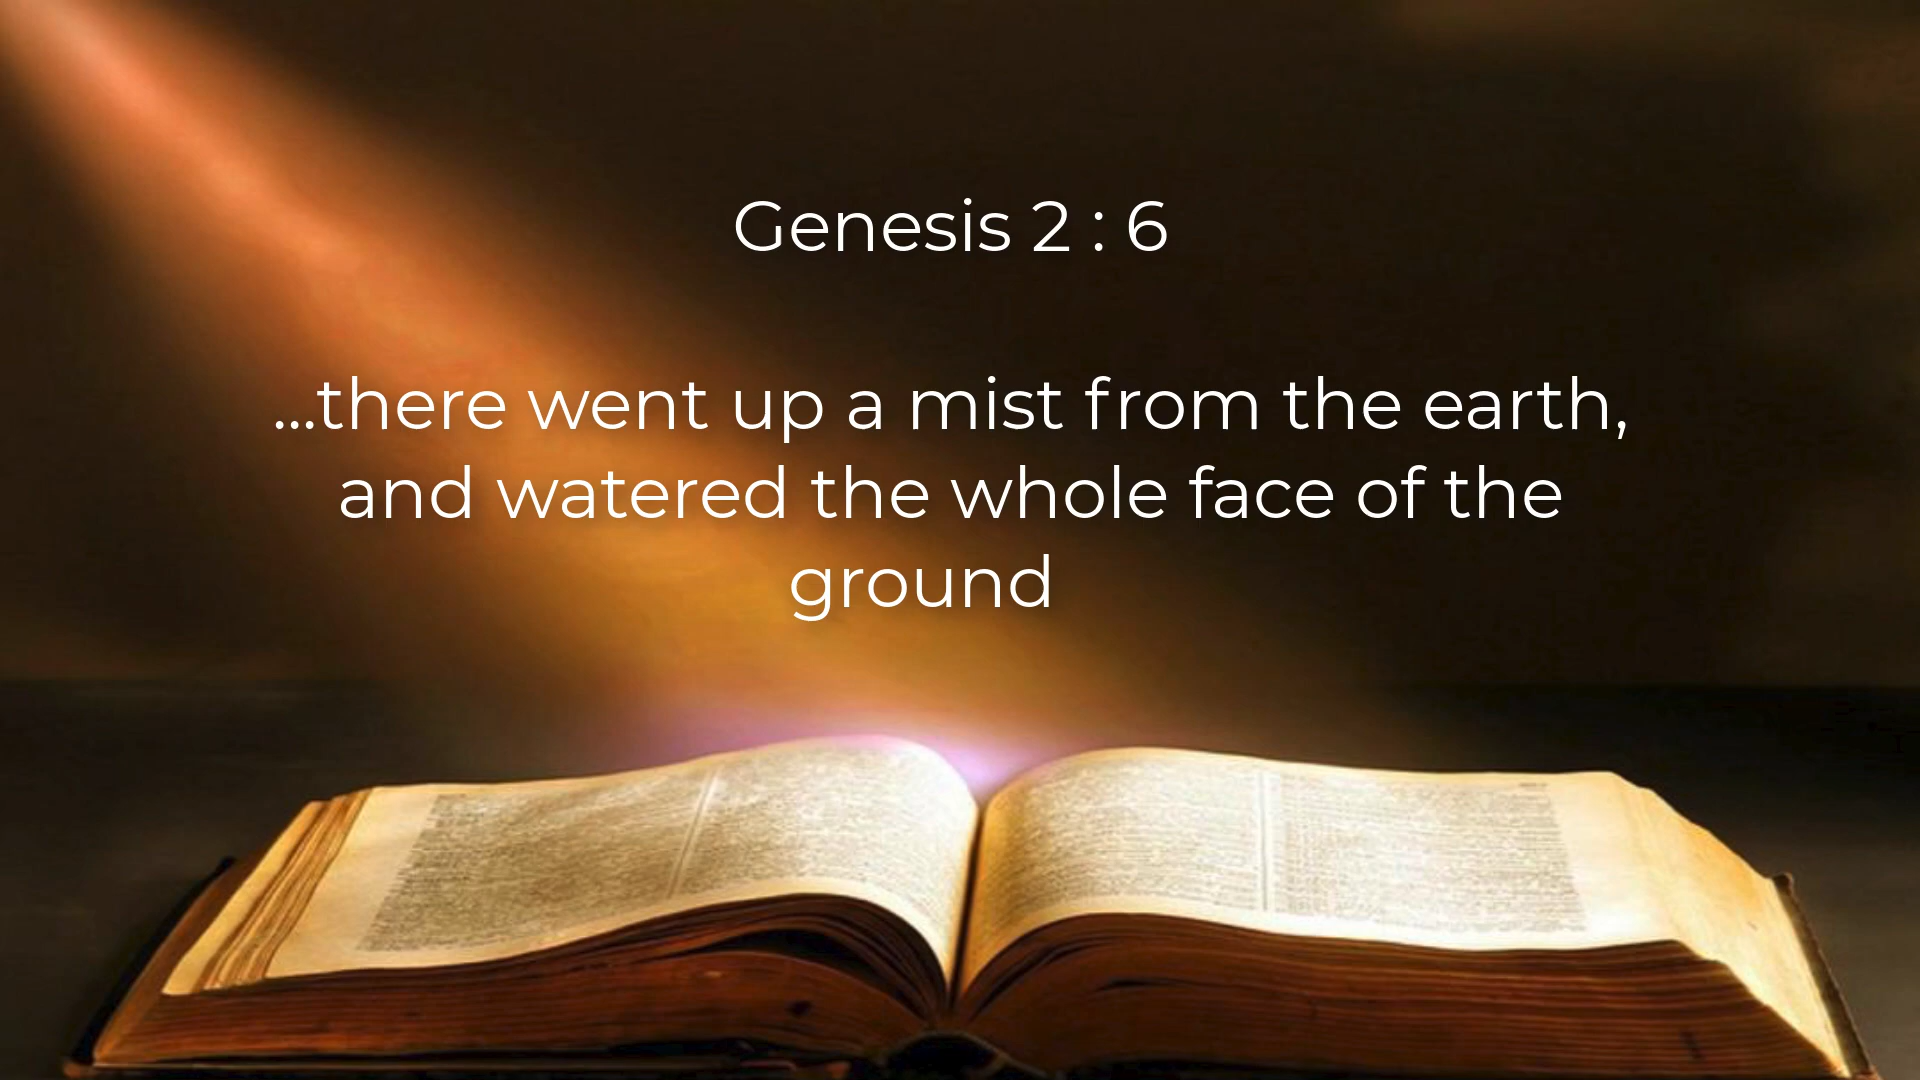 Genesis 2 : 6
...there went up a mist from the earth,
and watered the whole face of the
ground